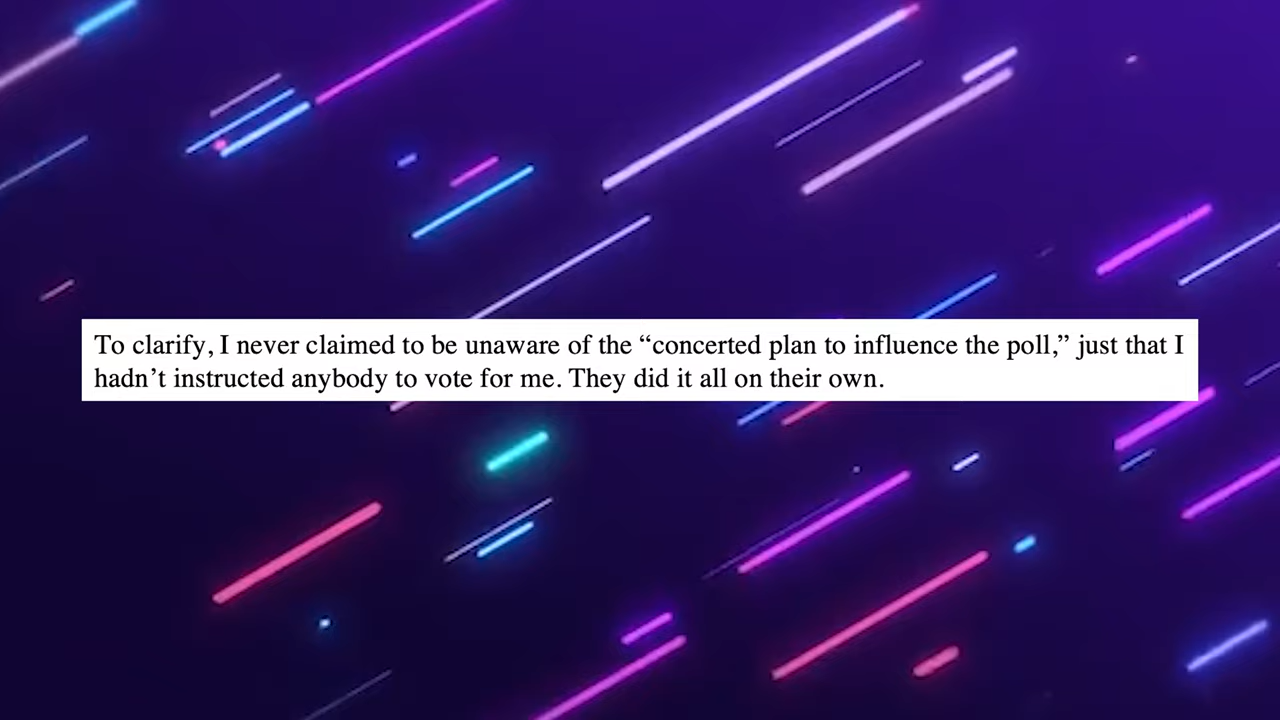 To clarify, I never claimed to be unaware of the “concerted plan to influence the poll,” just that I
hadn’t instructed anybody to vote for me. They did it all on their own.